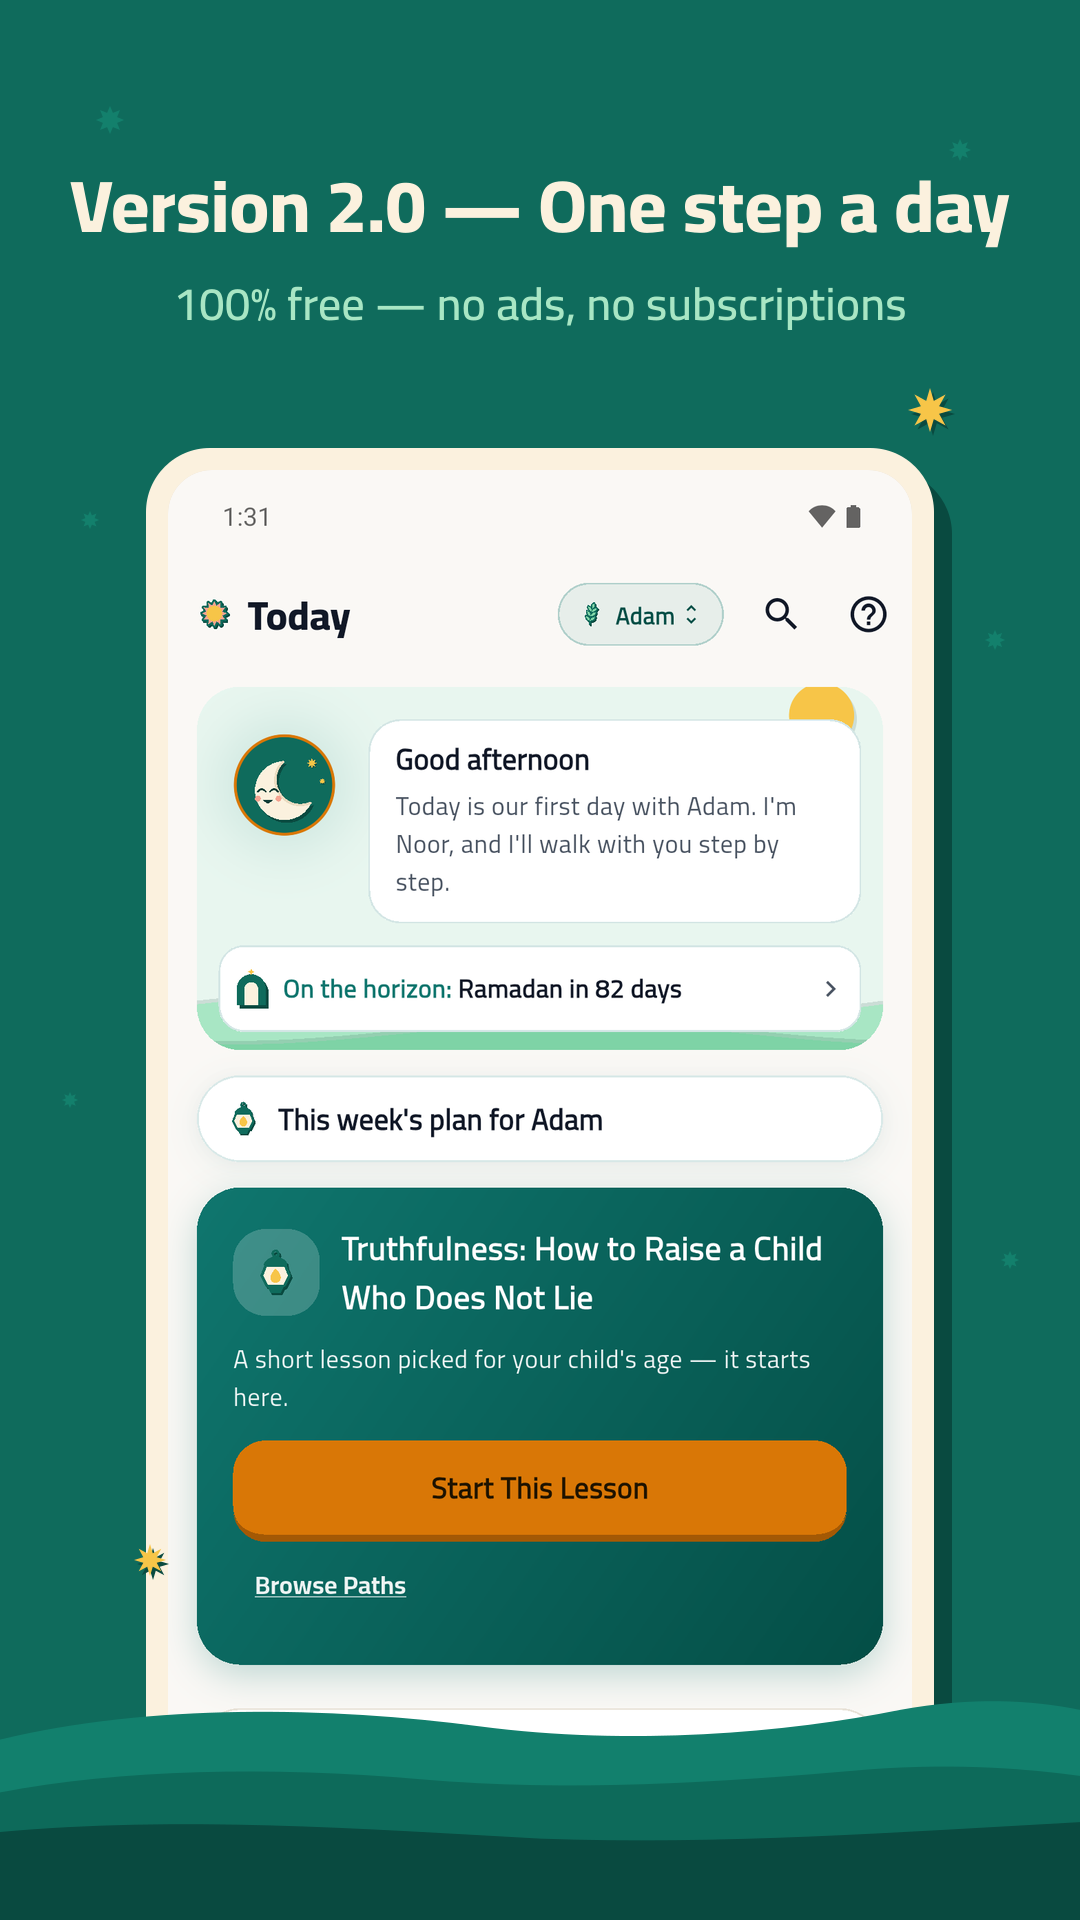 Version 2.0 — One step a day
100% free — no ads, no subscriptions
1:31
Today
Adam
Good afternoon
Today is our first day with Adam. I'm
Noor, and I'll walk with you step by
step.
On the horizon: Ramadan in 82 days
This week's plan for Adam
Truthfulness: How to Raise a Child
Who Does Not Lie
A short lesson picked for your child's age — it starts
here.
Start This Lesson
Browse Paths